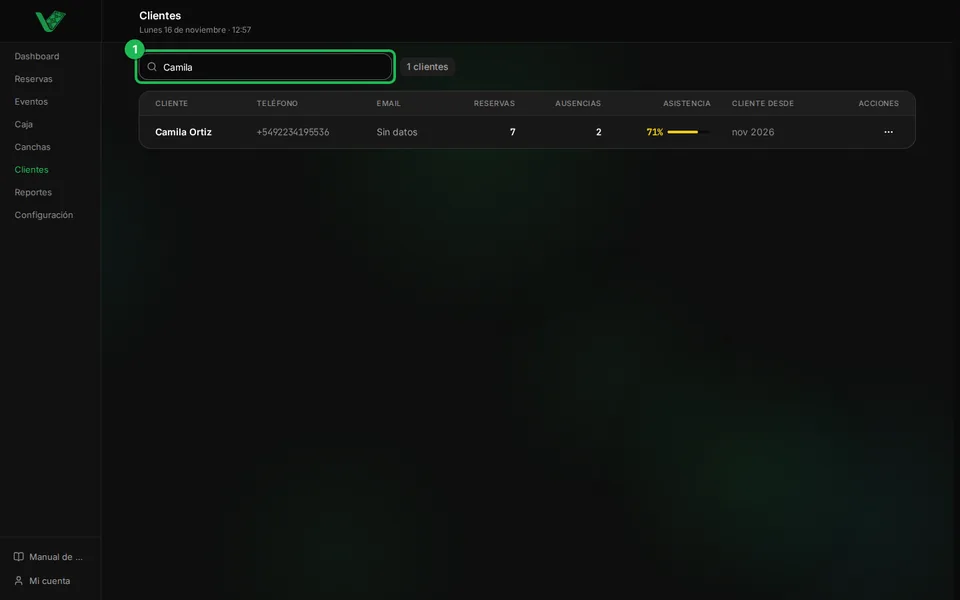 Clientes
Lunes 16 de noviembre · 12:57
Dashboard
Reservas
Eventos
Caja
Canchas
Clientes
Reportes
Configuración
Manual de ...
Mi cuenta
1
Camila
1 clientes
CLIENTE TELÉFONO EMAIL RESERVAS AUSENCIAS ASISTENCIA CLIENTE DESDE ACCIONES
Camila Ortiz +5492234195536 Sin datos 7 2 71% nov 2026 ...